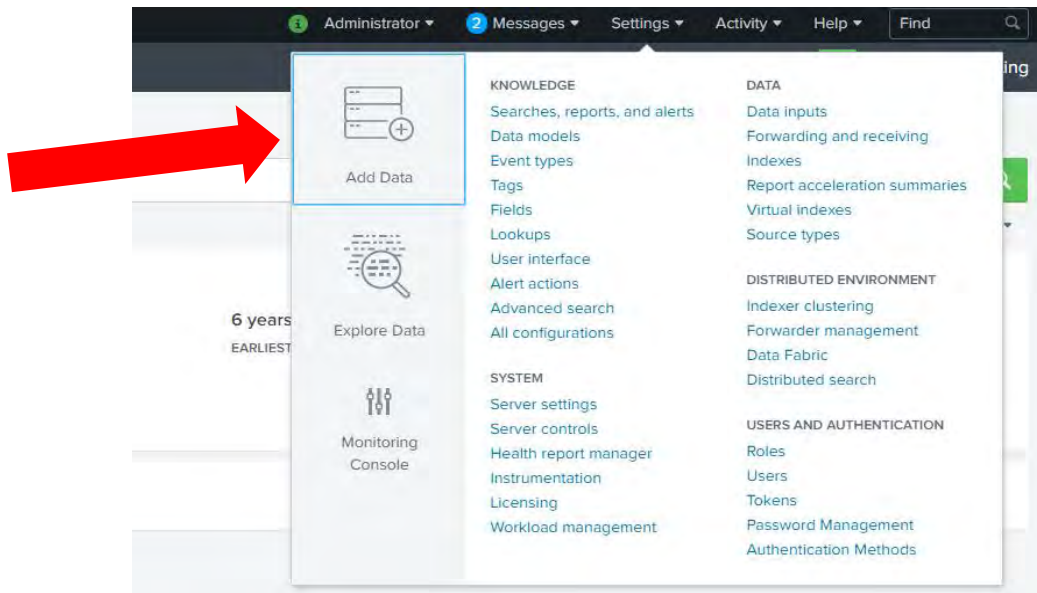 i Administrator 2 Messages Settings Activity Help Find
ing
Add Data
Explore Data
Monitoring
Console
6 years
EARLIEST
KNOWLEDGE
Searches, reports, and alerts
Data models
Event types
Tags
Fields
Lookups
User interface
Alert actions
Advanced search
All configurations
SYSTEM
Server settings
Server controls
Health report manager
Instrumentation
Licensing
Workload management
DATA
Data inputs
Forwarding and receiving
Indexes
Report acceleration summaries
Virtual indexes
Source types
DISTRIBUTED ENVIRONMENT
Indexer clustering
Forwarder management
Data Fabric
Distributed search
USERS AND AUTHENTICATION
Roles
Users
Tokens
Password Management
Authentication Methods